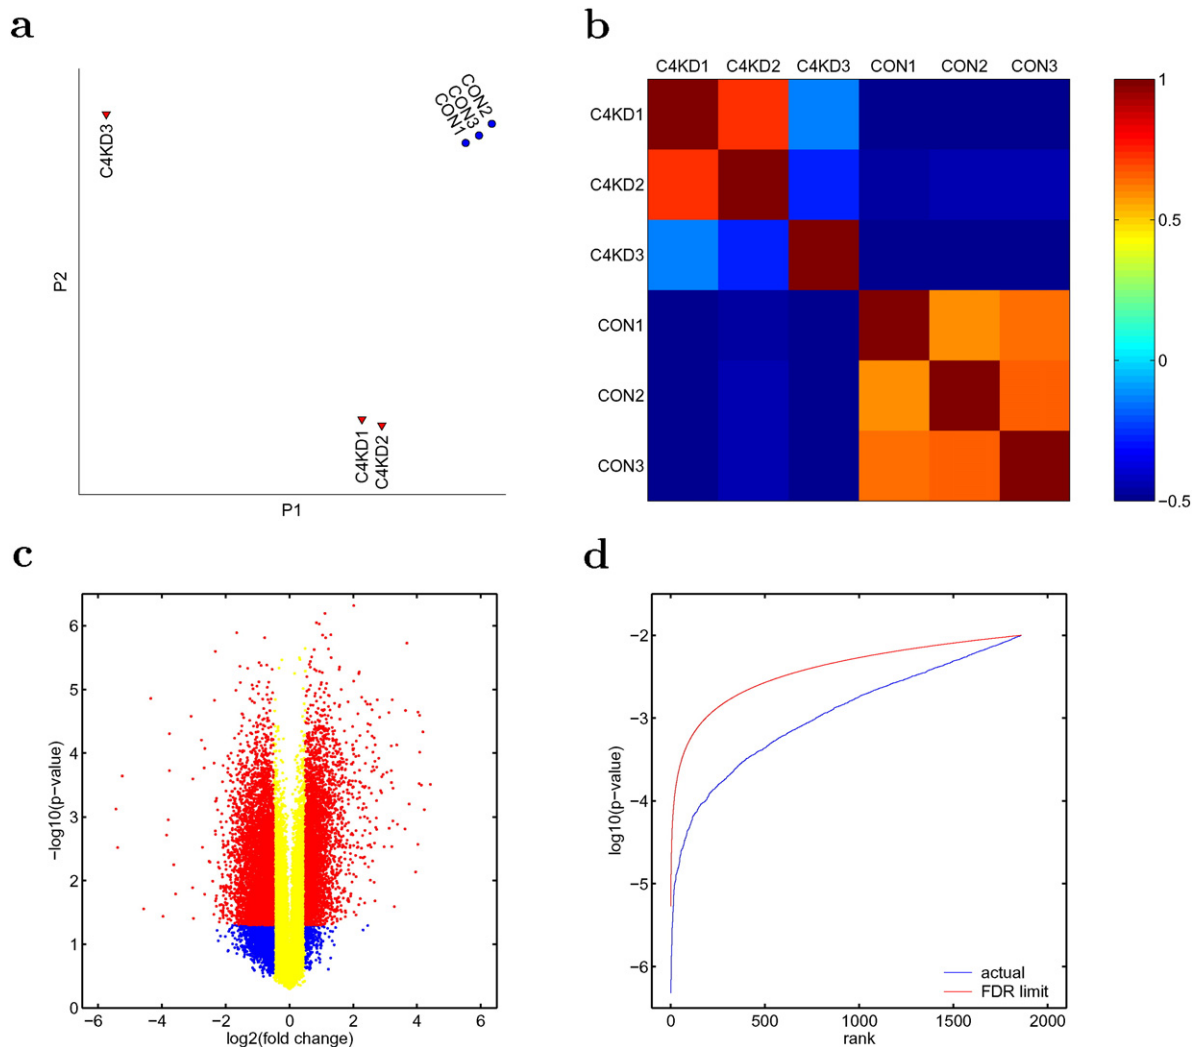 a
CON2
CON3
CON1
C4KD3
C4KD1
C4KD2
P2
P1
b
C4KD1 C4KD2 C4KD3 CON1 CON2 CON3
C4KD1
C4KD2
C4KD3
CON1
CON2
CON3
1
0.5
0
−0.5
c
6
5
4
3
2
1
0
−6 −4 −2 0 2 4 6
−log10(p−value)
log2(fold change)
d
−2
−3
−4
−5
−6
0 500 1000 1500 2000
log10(p−value)
rank
actual
FDR limit